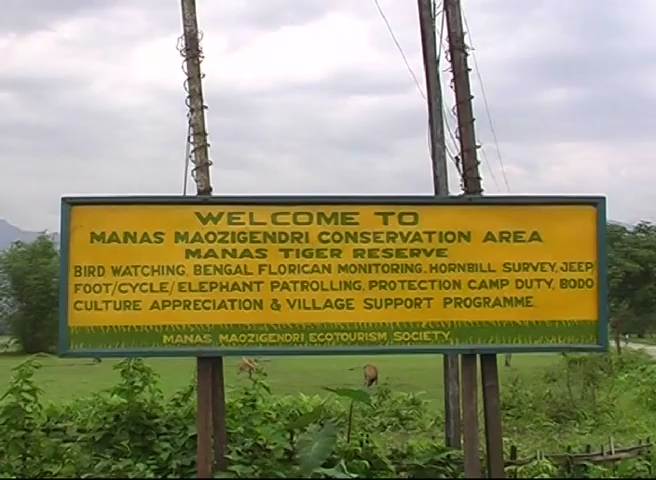 WELCOME TO
MANAS MAOZIGENDRI CONSERVATION AREA
MANAS TIGER RESERVE
BIRD WATCHING, BENGAL FLORICAN MONITORING, HORNBILL SURVEY, JEEP
FOOT/CYCLE/ELEPHANT PATROLLING, PROTECTION CAMP DUTY, BODO
CULTURE APPRECIATION & VILLAGE SUPPORT PROGRAMME.
MANAS MAOZIGENDRI ECOTOURISM SOCIETY.